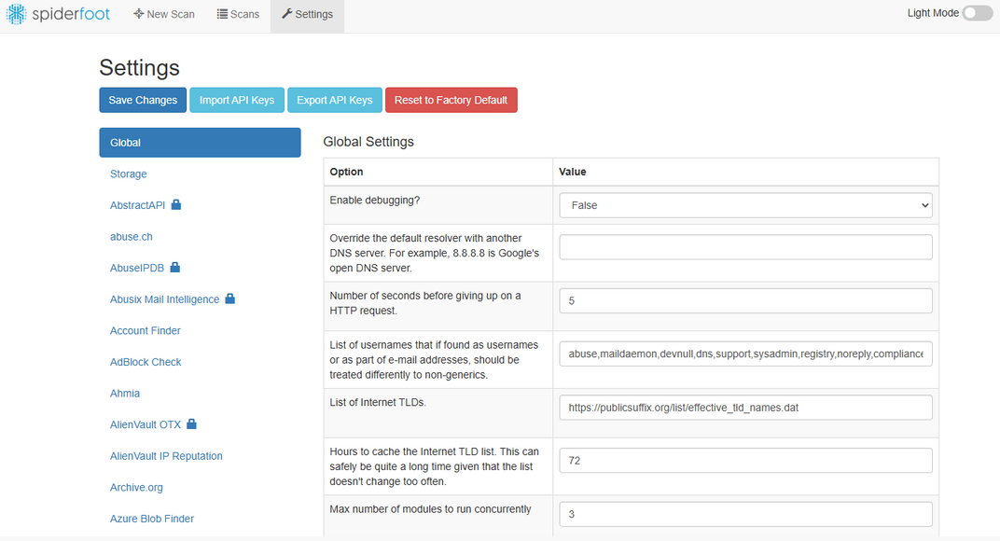 spiderfoot New Scan Scans Settings Light Mode
Settings
Save Changes Import API Keys Export API Keys Reset to Factory Default
Global
Storage
AbstractAPI
abuse.ch
AbuseIPDB
Abusix Mail Intelligence
Account Finder
AdBlock Check
Ahmia
AlienVault OTX
AlienVault IP Reputation
Archive.org
Azure Blob Finder
Global Settings
Option Value
Enable debugging? False
Override the default resolver with another
DNS server. For example, 8.8.8.8 is Google's
open DNS server.
Number of seconds before giving up on a
HTTP request.
5
List of usernames that if found as usernames
or as part of e-mail addresses, should be
treated differently to non-generics.
abuse,maildaemon,devnull,dns,support,sysadmin,registry,noreply,compliance
List of Internet TLDs.
https://publicsuffix.org/list/effective_tld_names.dat
Hours to cache the Internet TLD list. This can
safely be quite a long time given that the list
doesn't change too often.
72
Max number of modules to run concurrently
3